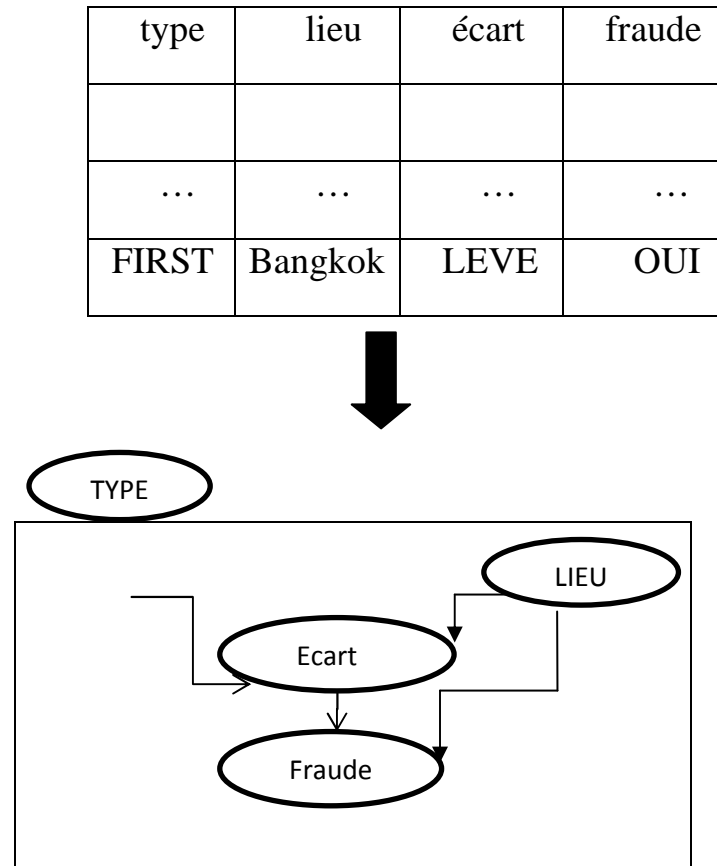 type lieu écart fraude
… … … …
FIRST Bangkok LEVE OUI
TYPE
LIEU
Ecart
Fraude